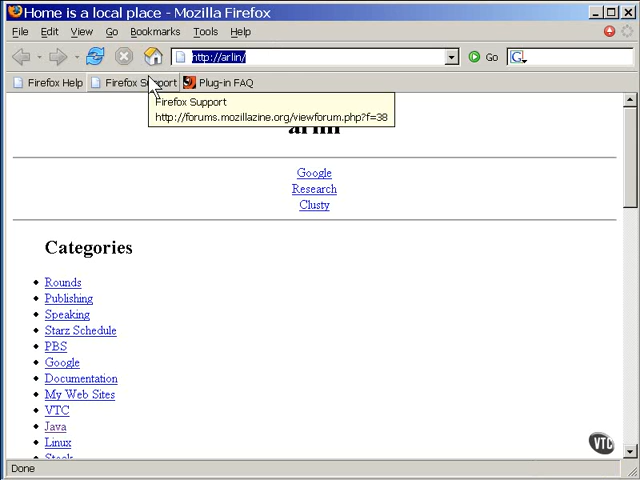 Home is a local place - Mozilla Firefox
File Edit View Go Bookmarks Tools Help
http://arlin/ Go G
Firefox Help Firefox Support Plug-in FAQ
Firefox Support
http://forums.mozillazine.org/viewforum.php?f=38
arlin
Google
Research
Clusty
Categories
Rounds
Publishing
Speaking
Starz Schedule
PBS
Google
Documentation
My Web Sites
VTC
Java
Linux
Stock
VTC
Done